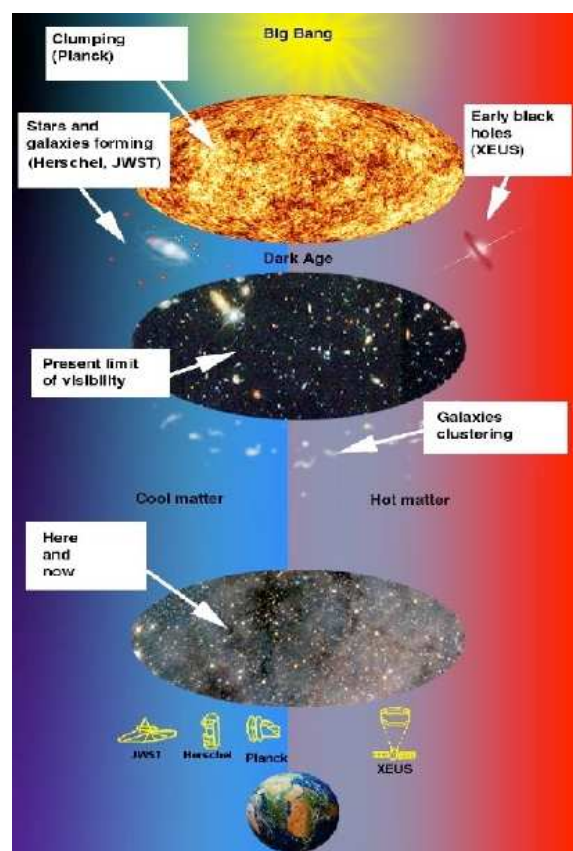 Big Bang
Clumping
(Planck)
Stars and
galaxies forming
(Herschel, JWST)
Early black
holes
(XEUS)
Dark Age
Present limit
of visibility
Galaxies
clustering
Cool matter
Hot matter
Here
and
now
JWST
Herschel
Planck
XEUS